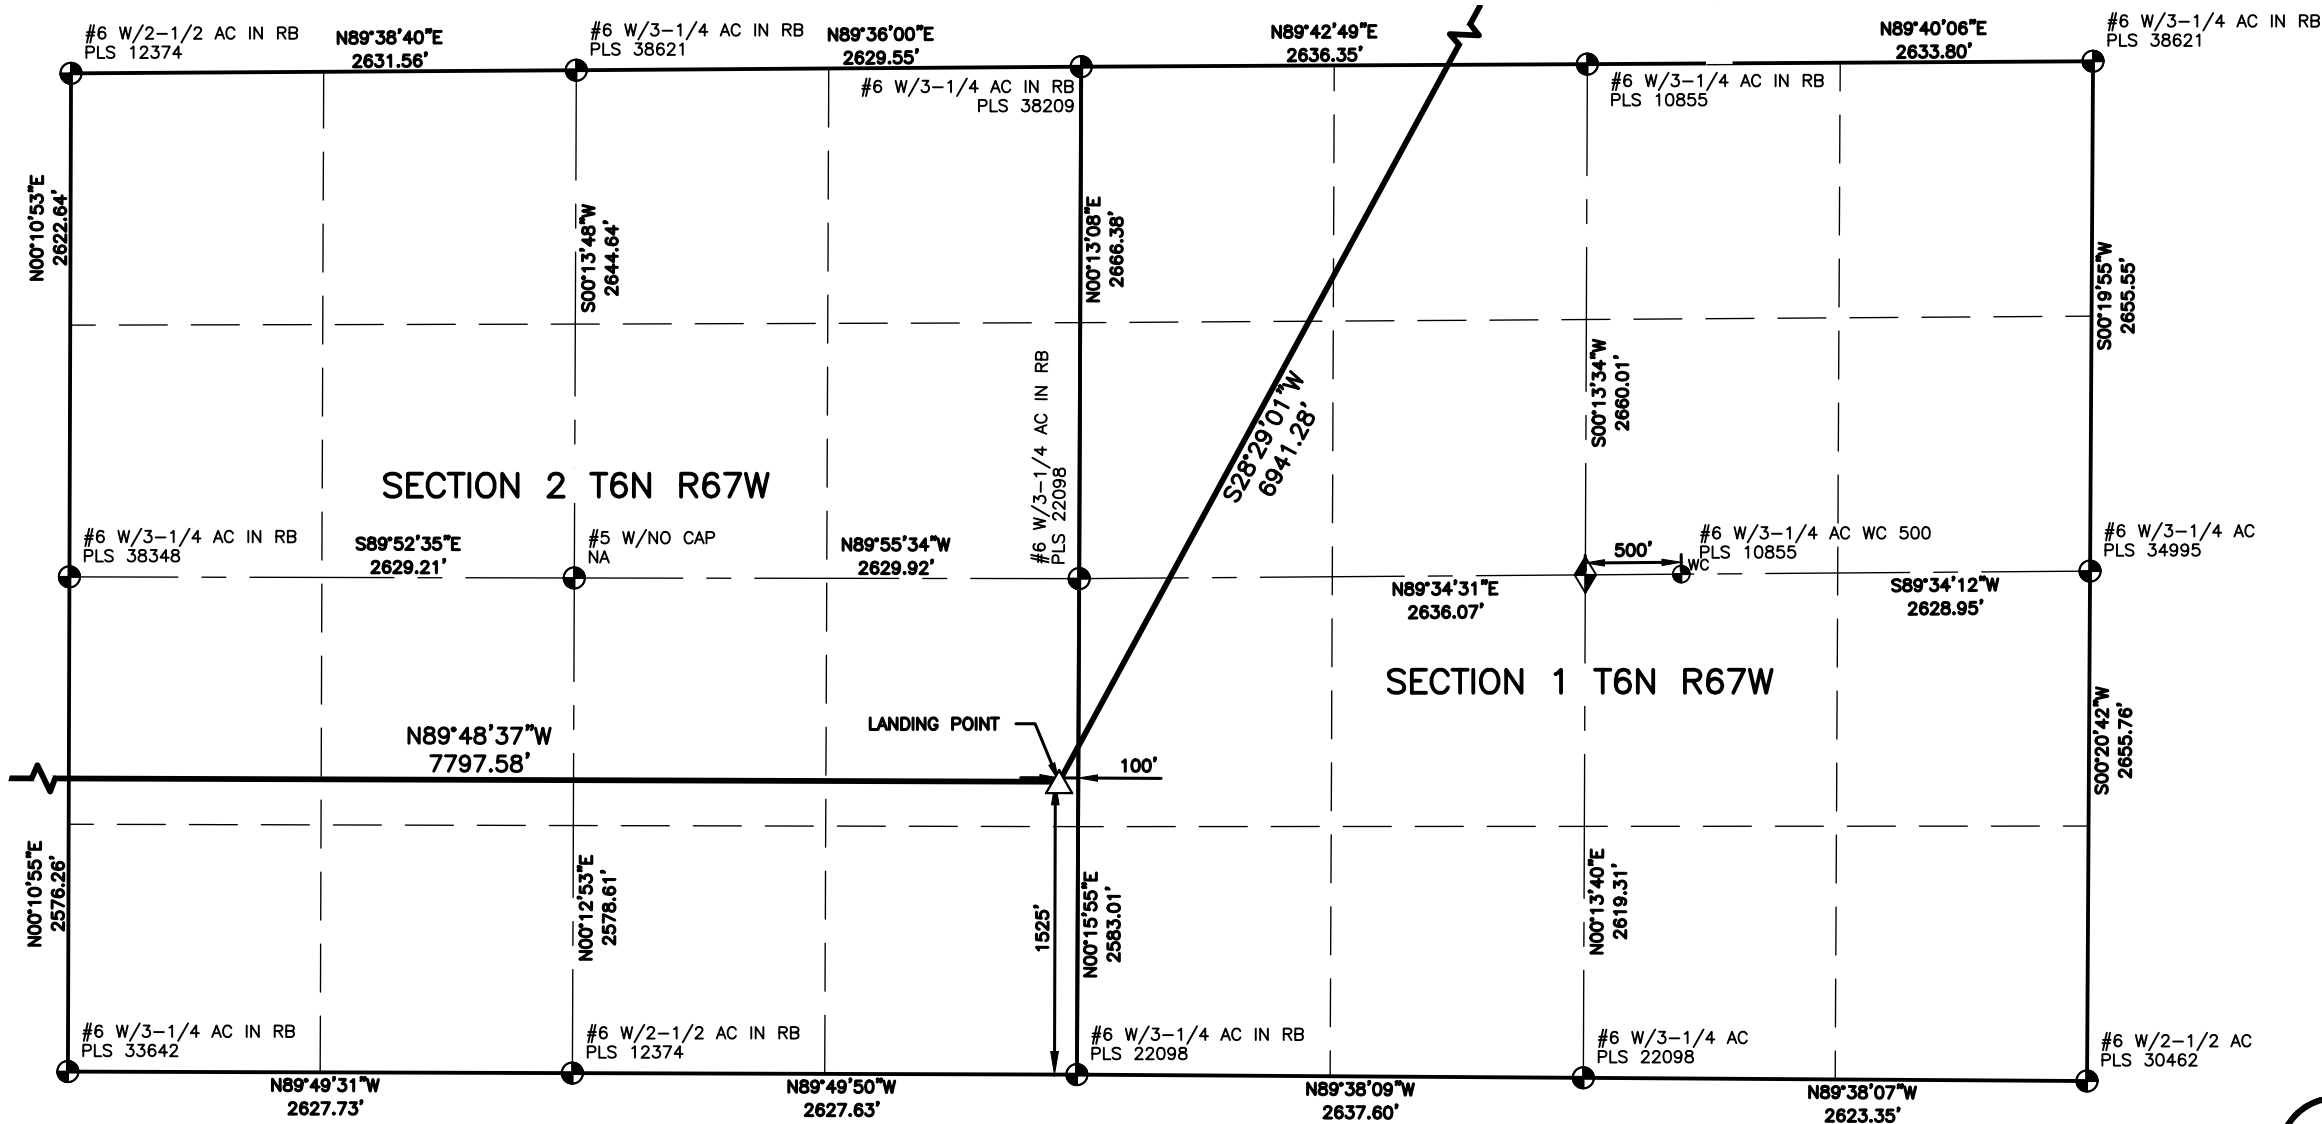 #6 W/2-1/2 AC IN RB
PLS 12374
N89°38'40"E
2631.56'
#6 W/3-1/4 AC IN RB
PLS 38621
N89°36'00"E
2629.55'
#6 W/3-1/4 AC IN RB
PLS 38209
N89°42'49"E
2636.35'
#6 W/3-1/4 AC IN RB
PLS 10855
N89°40'06"E
2633.80'
#6 W/3-1/4 AC IN RB
PLS 38621
N00°10'53"E
2622.64'
S00°13'48"W
2644.64'
N00°13'08"E
2666.38'
S28°29'01"W
6941.28'
S00°13'34"W
2660.01'
S00°19'55"W
2655.55'
SECTION 2 T6N R67W
#6 W/3-1/4 AC IN RB
PLS 22098
#6 W/3-1/4 AC IN RB
PLS 38348
S89°52'35"E
2629.21'
#5 W/NO CAP
NA
N89°55'34"W
2629.92'
N89°34'31"E
2636.07'
500'
WC
#6 W/3-1/4 AC WC 500
PLS 10855
S89°34'12"W
2628.95'
#6 W/3-1/4 AC
PLS 34995
SECTION 1 T6N R67W
LANDING POINT
N89°48'37"W
7797.58'
100'
S00°20'42"W
2655.76'
N00°10'55"E
2576.26'
N00°12'53"E
2578.61'
1525'
N00°15'55"E
2583.01'
N00°13'40"E
2619.31'
#6 W/3-1/4 AC IN RB
PLS 33642
#6 W/2-1/2 AC IN RB
PLS 12374
#6 W/3-1/4 AC IN RB
PLS 22098
#6 W/3-1/4 AC
PLS 22098
#6 W/2-1/2 AC
PLS 30462
N89°49'31"W
2627.73'
N89°49'50"W
2627.63'
N89°38'09"W
2637.60'
N89°38'07"W
2623.35'